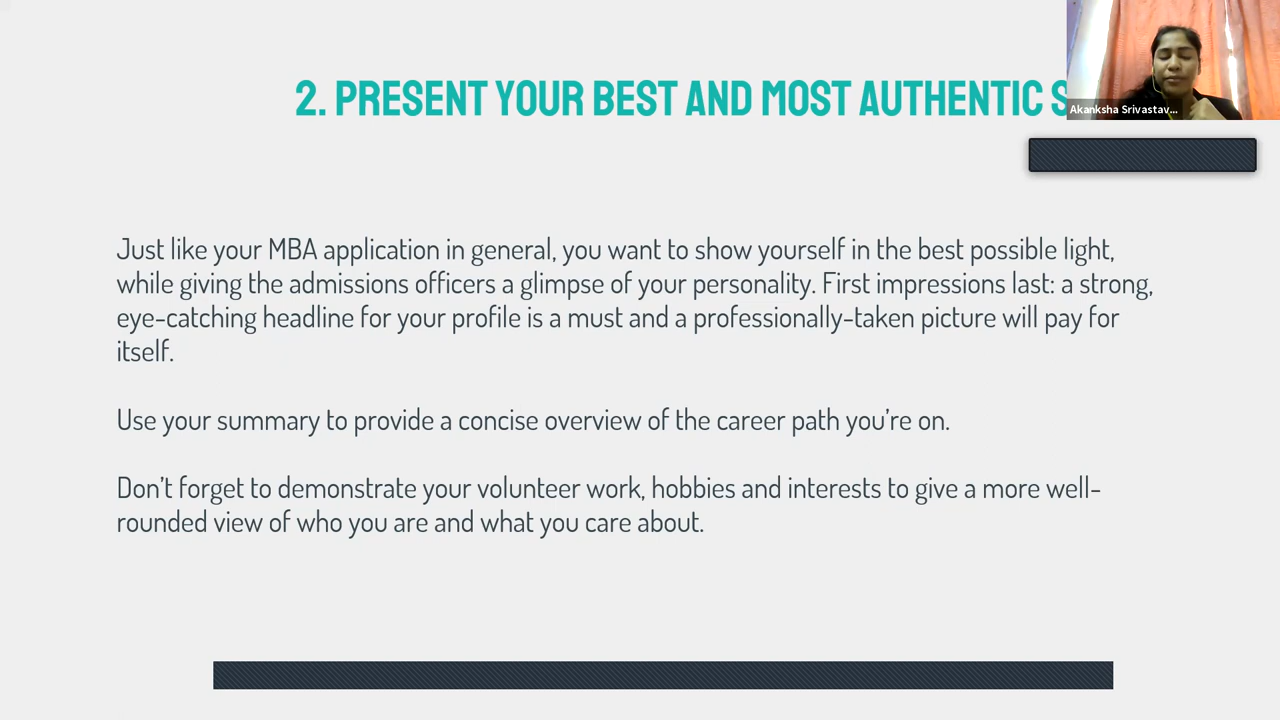 2. PRESENT YOUR BEST AND MOST AUTHENTIC
Akanksha Srivastav...
Just like your MBA application in general, you want to show yourself in the best possible light,
while giving the admissions officers a glimpse of your personality. First impressions last: a strong,
eye-catching headline for your profile is a must and a professionally-taken picture will pay for
itself.
Use your summary to provide a concise overview of the career path you're on.
Don't forget to demonstrate your volunteer work, hobbies and interests to give a more well-
rounded view of who you are and what you care about.